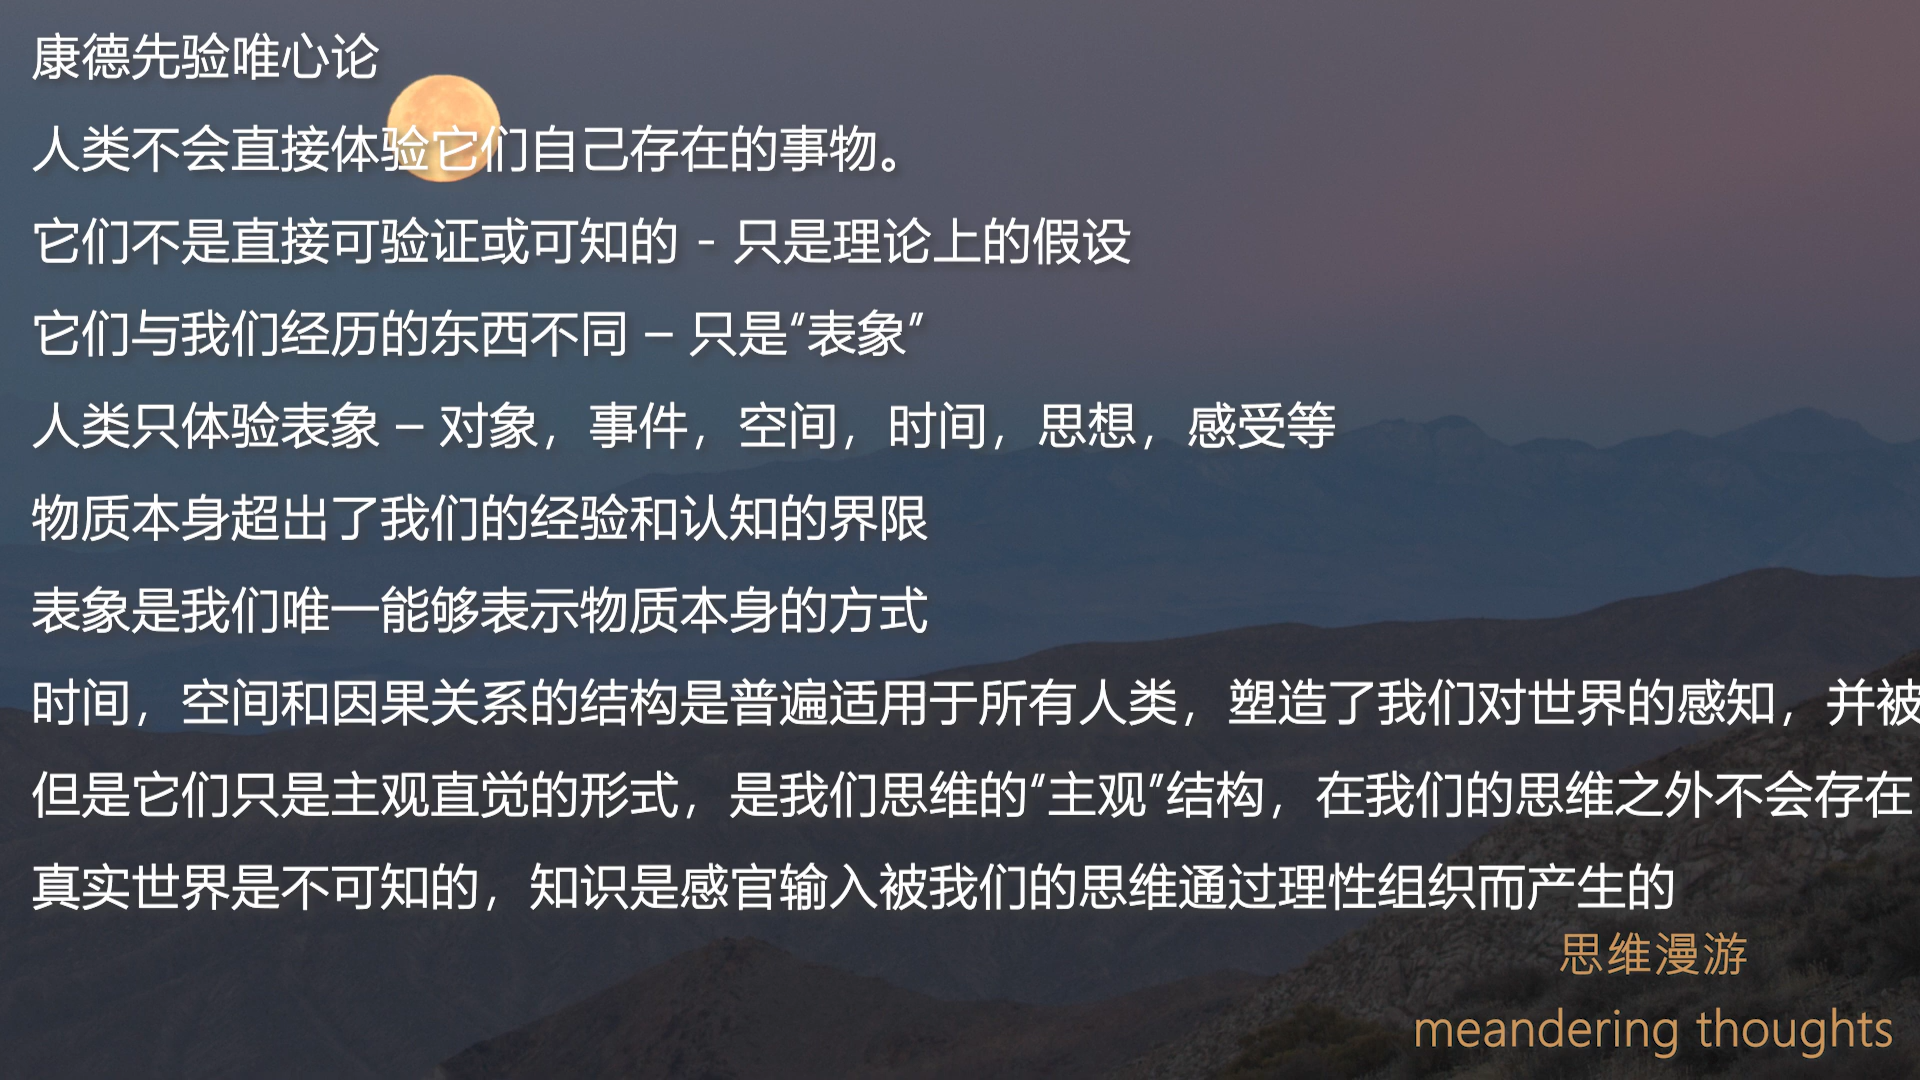 康德先验唯心论
人类不会直接体验它们自己存在的事物。
它们不是直接可验证或可知的 - 只是理论上的假设
它们与我们经历的东西不同 – 只是“表象”
人类只体验表象 – 对象，事件，空间，时间，思想，感受等
物质本身超出了我们的经验和认知的界限
表象是我们唯一能够表示物质本身的方式
时间，空间和因果关系的结构是普遍适用于所有人类，塑造了我们对世界的感知，并被
但是它们只是主观直觉的形式，是我们思维的“主观”结构，在我们的思维之外不会存在
真实世界是不可知的，知识是感官输入被我们的思维通过理性组织而产生的
思维漫游
meandering thoughts